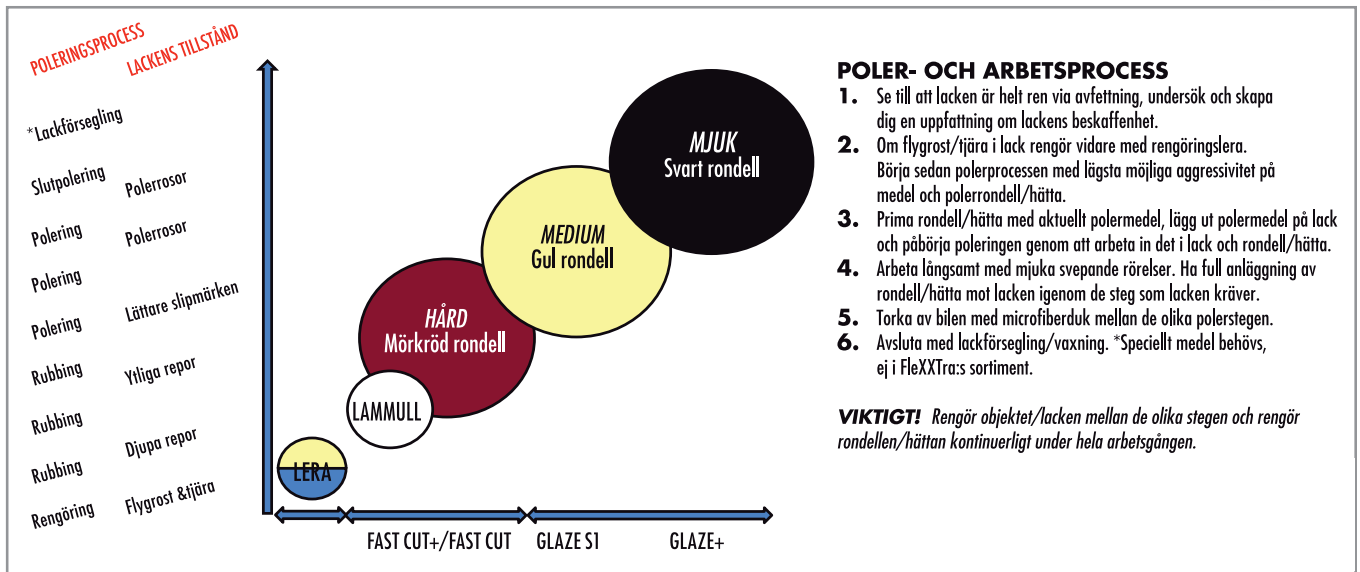 POLERINGSPROCESS
LACKENS TILLSTÅND
*Lackförsegling
Slutpolering
Polerrosor
Polering
Polerrosor
Polering
Polering
Lättare slipmärken
Rubbing
Ytliga repor
Rubbing
Rubbing
Djupa repor
Rengöring
Flygrost &tjära
MJUK
Svart rondell
MEDIUM
Gul rondell
HÅRD
Mörkröd rondell
LAMMULL
LERA
FAST CUT+/FAST CUT
GLAZE S1
GLAZE+
POLER- OCH ARBETSPROCESS
1. Se till att lacken är helt ren via avfettning, undersök och skapa
dig en uppfattning om lackens beskaffenhet.
2. Om flygrost/tjära i lack rengör vidare med rengöringslera.
Börja sedan polerprocessen med lägsta möjliga aggressivitet på
medel och polerrondell/hätta.
3. Prima rondell/hätta med aktuellt polermedel, lägg ut polermedel på lack
och påbörja poleringen genom att arbeta in det i lack och rondell/hätta.
4. Arbeta långsamt med mjuka svepande rörelser. Ha full anläggning av
rondell/hätta mot lacken igenom de steg som lacken kräver.
5. Torka av bilen med microfiberduk mellan de olika polerstegen.
6. Avsluta med lackförsegling/vaxning. *Speciellt medel behövs,
ej i FleXXTra:s sortiment.
VIKTIGT! Rengör objektet/lacken mellan de olika stegen och rengör
rondellen/hättan kontinuerligt under hela arbetsgången.